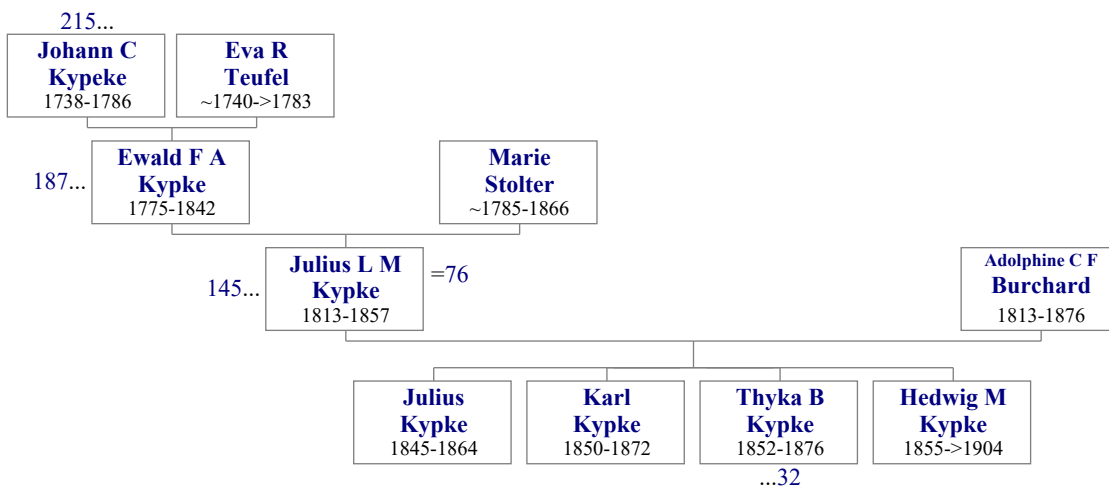 215...
Johann C
Kypeke
1738-1786
Eva R
Teufel
~1740->1783
187...
Ewald F A
Kypke
1775-1842
Marie
Stolter
~1785-1866
145...
Julius L M
Kypke
1813-1857
=76
Adolphine C F
Burchard
1813-1876
Julius
Kypke
1845-1864
Karl
Kypke
1850-1872
Thyka B
Kypke
1852-1876
...32
Hedwig M
Kypke
1855->1904